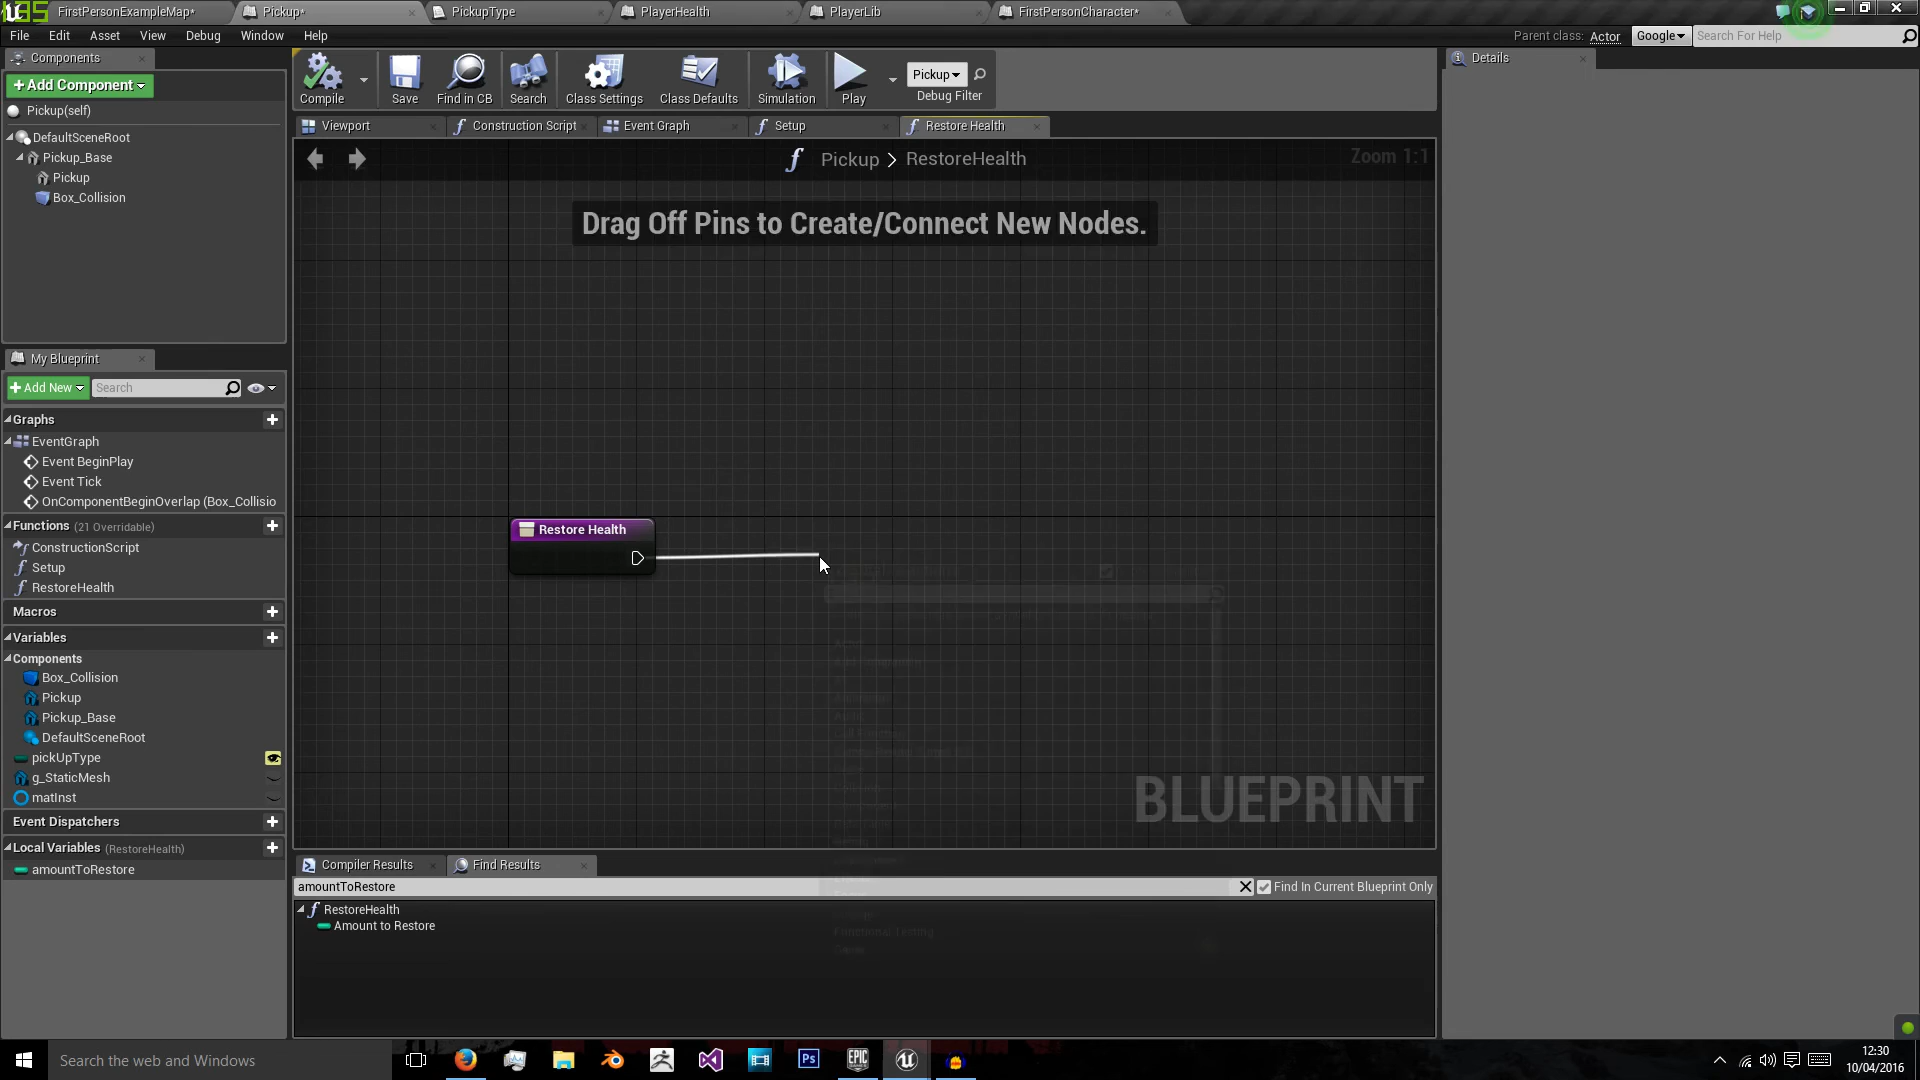 135
FirstPersonExampleMap*
Pickup*
PickupType
PlayerHealth
PlayerLib
FirstPersonCharacter*
File Edit Asset View Debug Window Help
Parent class: Actor
Google
Search For Help
Components
+Add Component
Pickup(self)
DefaultSceneRoot
Pickup_Base
Pickup
Box_Collision
Compile
Save
Find in CB
Search
Class Settings
Class Defaults
Simulation
Play
Pickup
Debug Filter
Details
Viewport
Construction Script
Event Graph
Setup
Restore Health
Pickup > RestoreHealth
Zoom 1:1
Drag Off Pins to Create/Connect New Nodes.
Restore Health
BLUEPRINT
My Blueprint
+Add New
Search
Graphs
EventGraph
Event BeginPlay
Event Tick
OnComponentBeginOverlap (Box_Collisio
Functions (21 Overridable)
ConstructionScript
Setup
RestoreHealth
Macros
Variables
Components
Box_Collision
Pickup
Pickup_Base
DefaultSceneRoot
pickUpType
g_StaticMesh
matInst
Event Dispatchers
Local Variables (RestoreHealth)
amountToRestore
Compiler Results
Find Results
amountToRestore
Find In Current Blueprint Only
RestoreHealth
Amount to Restore
Functional Testing
Game
Search the web and Windows
Ps
EPIC
12:30
10/04/2016